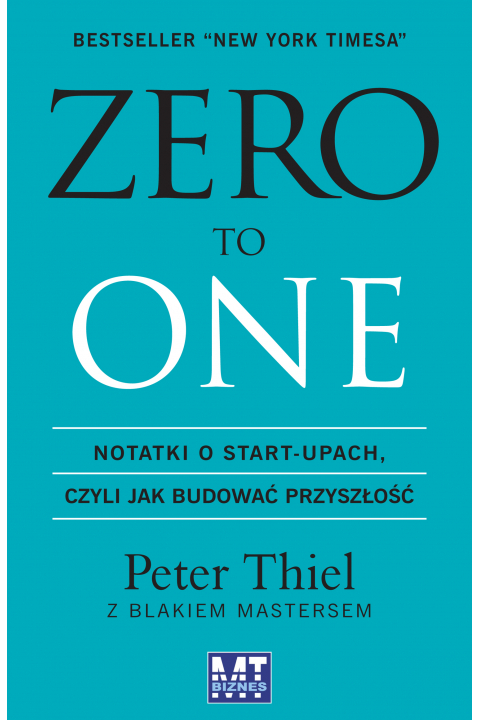 BESTSELLER “NEW YORK TIMESA”
ZERO
TO
ONE
NOTATKI O START-UPACH,
CZYLI JAK BUDOWAĆ PRZYSZŁOŚĆ
Peter Thiel
Z BLAKIEM MASTERSEM
MT
BIZNES